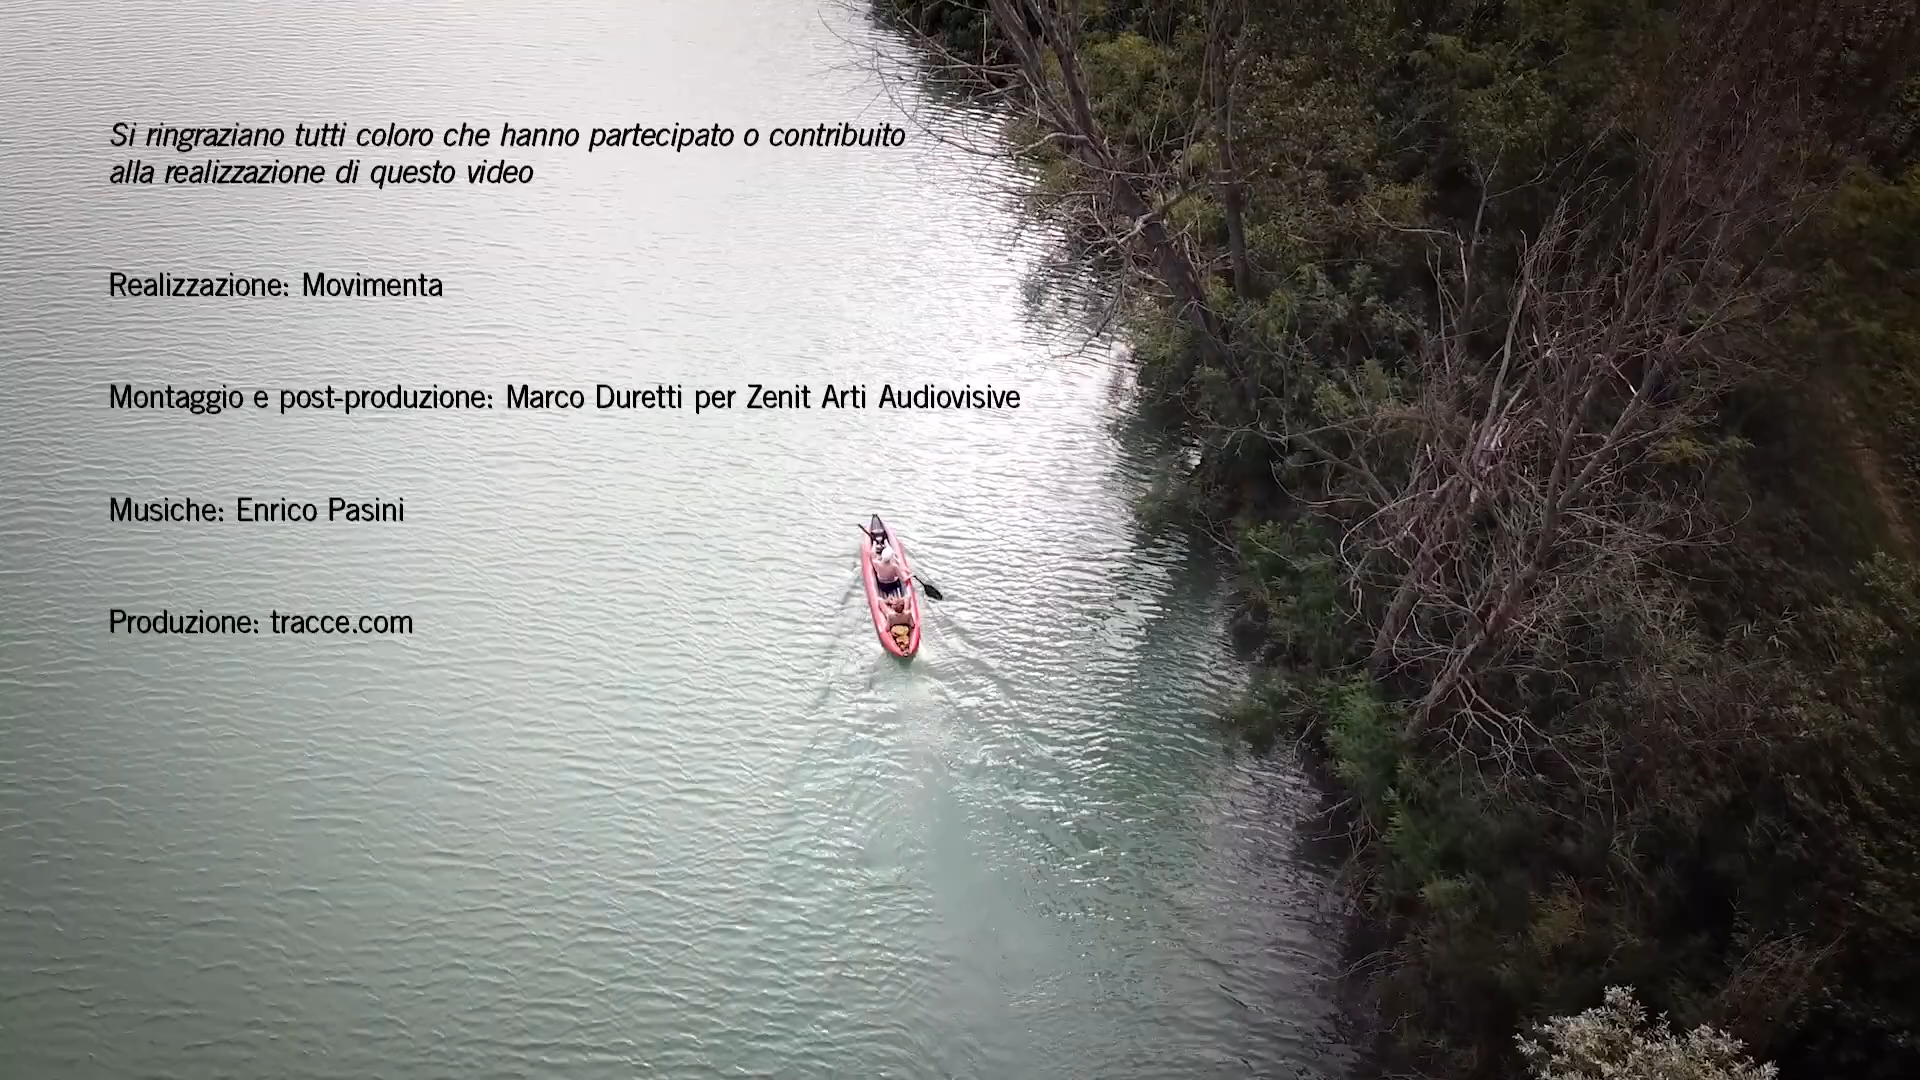 Si ringraziano tutti coloro che hanno partecipato o contribuito
alla realizzazione di questo video
Realizzazione: Movimenta
Montaggio e post-produzione: Marco Duretti per Zenit Arti Audiovisive
Musiche: Enrico Pasini
Produzione: tracce.com